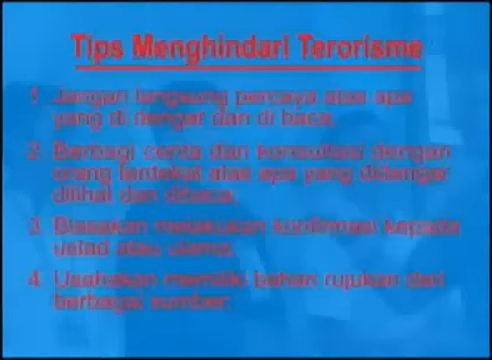 Tips Menghindari Terorisme
1. Jangan langsung percaya atas apa
yang di dengar dan di baca.
2. Berbagi cerita dan konsultasi dengan
orang terdekat atas apa yang didengar
dilihat dan dibaca.
3. Biasakan melakukan konfirmasi kepada
ustad atau ulama.
4. Usahakan memiliki bahan rujukan dari
berbagai sumber.